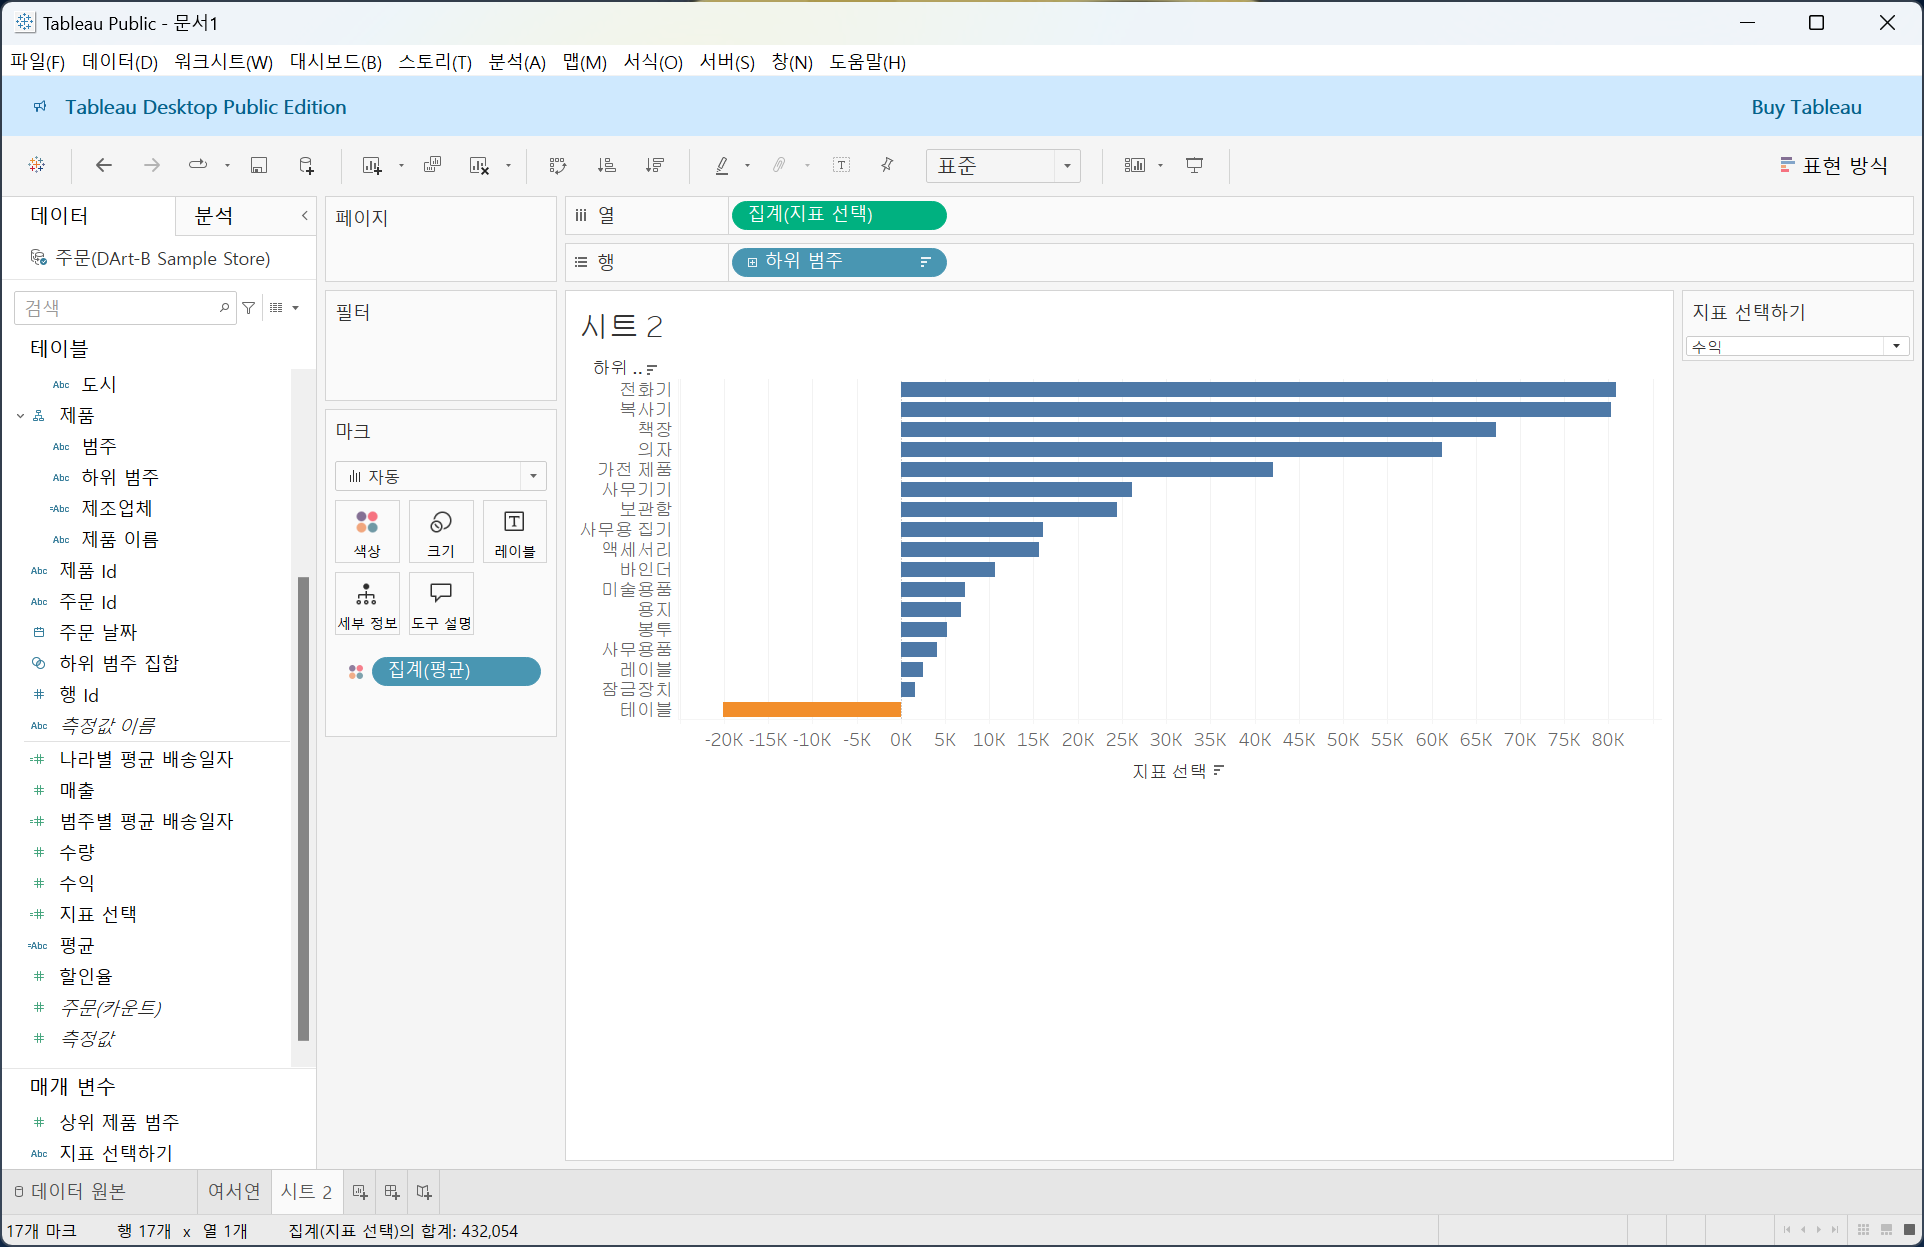 Tableau Public - 문서1
파일(F) 데이터(D) 워크시트(W) 대시보드(B) 스토리(T) 분석(A) 맵(M) 서식(O) 서버(S) 창(N) 도움말(H)
Tableau Desktop Public Edition
Buy Tableau
표준
표현 방식
데이터
분석
주문(DArt-B Sample Store)
검색
테이블
Abc 도시
제품
Abc 범주
Abc 하위 범주
=Abc 제조업체
Abc 제품 이름
Abc 제품 Id
Abc 주문 Id
주문 날짜
하위 범주 집합
# 행 Id
Abc 측정값 이름
=# 나라별 평균 배송일자
# 매출
=# 범주별 평균 배송일자
# 수량
# 수익
=# 지표 선택
=Abc 평균
# 할인율
# 주문(카운트)
# 측정값
매개 변수
# 상위 제품 범주
Abc 지표 선택하기
페이지
필터
마크
자동
색상
크기
레이블
세부 정보
도구 설명
집계(평균)
열
집계(지표 선택)
행
하위 범주
시트 2
하위 ..
전화기
복사기
책장
의자
가전 제품
사무기기
보관함
사무용 집기
액세서리
바인더
미술용품
용지
봉투
사무용품
레이블
잠금장치
테이블
-20K -15K -10K -5K 0K 5K 10K 15K 20K 25K 30K 35K 40K 45K 50K 55K 60K 65K 70K 75K 80K
지표 선택
지표 선택하기
수익
데이터 원본
여서연
시트 2
17개 마크
행 17개 x 열 1개
집계(지표 선택)의 합계: 432,054